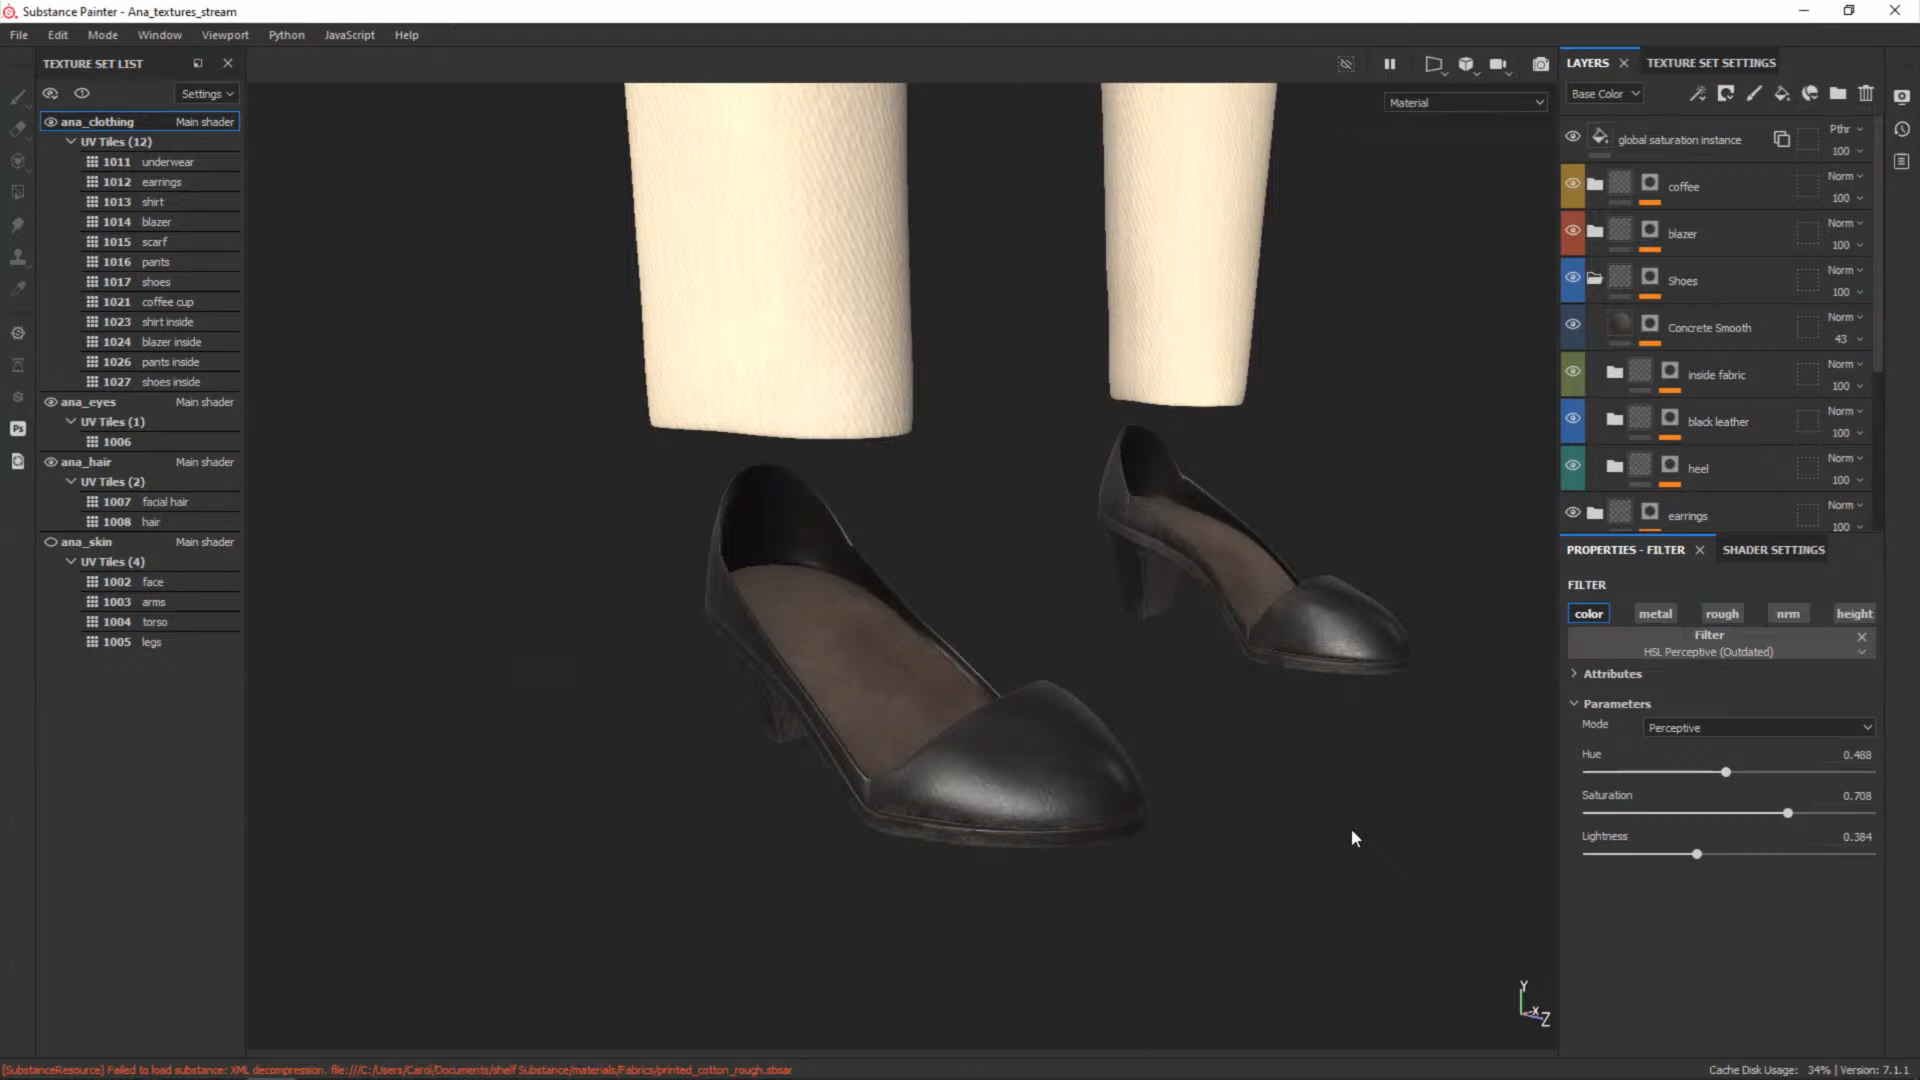 Substance Painter - Ana_textures_stream
File Edit Mode Window Viewport Python JavaScript Help
TEXTURE SET LIST
Settings
ana_clothing Main shader
UV Tiles (12)
1011 underwear
1012 earrings
1013 shirt
1014 blazer
1015 scarf
1016 pants
1017 shoes
1021 coffee cup
1023 shirt inside
1024 blazer inside
1026 pants inside
1027 shoes inside
ana_eyes Main shader
UV Tiles (1)
1006
ana_hair Main shader
UV Tiles (2)
1007 facial hair
1008 hair
ana_skin Main shader
UV Tiles (4)
1002 face
1003 arms
1004 torso
1005 legs
Ps
Material
Y
X
Z
LAYERS TEXTURE SET SETTINGS
Base Color
global saturation instance Pthr
100
coffee Norm
100
blazer Norm
100
Shoes Norm
100
Concrete Smooth Norm
43
inside fabric Norm
100
black leather Norm
100
heel Norm
100
earrings Norm
100
PROPERTIES - FILTER SHADER SETTINGS
FILTER
color metal rough nrm height
Filter
HSL Perceptive (Outdated)
Attributes
Parameters
Mode Perceptive
Hue 0.488
Saturation 0.708
Lightness 0.384
[SubstanceResource] Failed to load substance: XML decompression. file:///C:/Users/Carol/Documents/shelf Substance/materials/Fabrics/printed_cotton_rough.sbsar
Cache Disk Usage: 34% | Version: 7.1.1